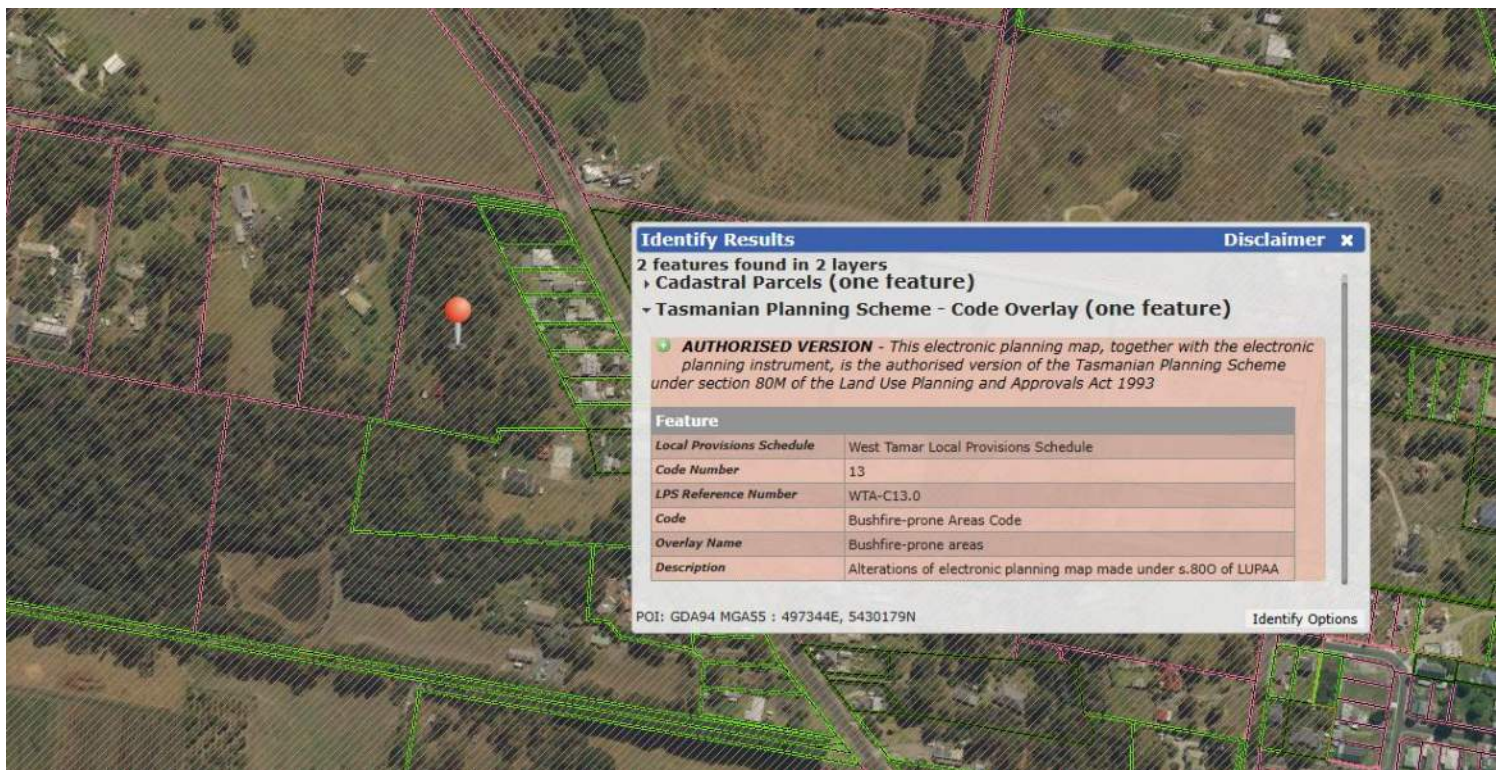 Identify Results Disclaimer ×
2 features found in 2 layers
Cadastral Parcels (one feature)
Tasmanian Planning Scheme - Code Overlay (one feature)
AUTHORISED VERSION - This electronic planning map, together with the electronic
planning instrument, is the authorised version of the Tasmanian Planning Scheme
under section 80M of the Land Use Planning and Approvals Act 1993
Feature
Local Provisions Schedule West Tamar Local Provisions Schedule
Code Number 13
LPS Reference Number WTA-C13.0
Code Bushfire-prone Areas Code
Overlay Name Bushfire-prone areas
Description Alterations of electronic planning map made under s.80O of LUPAA
POI: GDA94 MGA55 : 497344E, 5430179N Identify Options